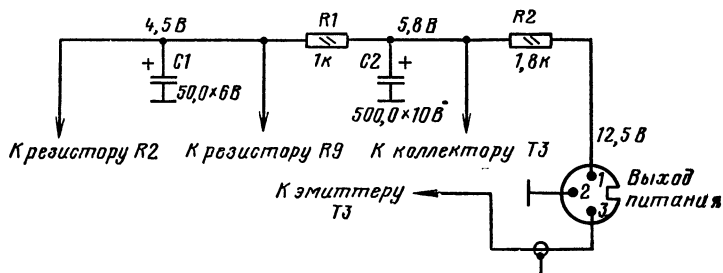 4,5 В
R1
5,8 В
R2
+
C1
1к
C2
+
1,8к
50,0×6В
500,0×10В
12,5 В
К резистору R2
К резистору R9
К коллектору Т3
1
Выход
питания
2
К эмиттеру
Т3
3